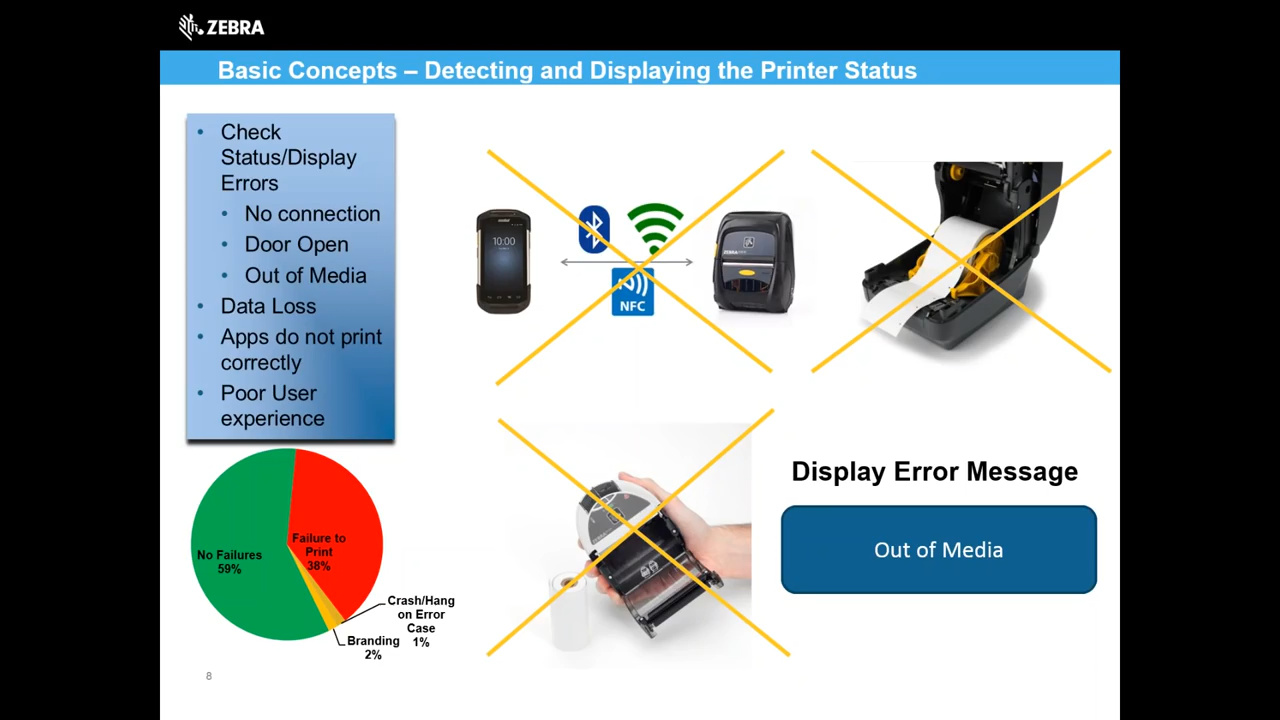 ZEBRA
Basic Concepts – Detecting and Displaying the Printer Status
• Check
Status/Display
Errors
• No connection
• Door Open
• Out of Media
• Data Loss
• Apps do not print
correctly
• Poor User
experience
10:00
NFC
ZEBRA
Display Error Message
Out of Media
No Failures
59%
Failure to
Print
38%
Crash/Hang
on Error
Case
1%
Branding
2%
8